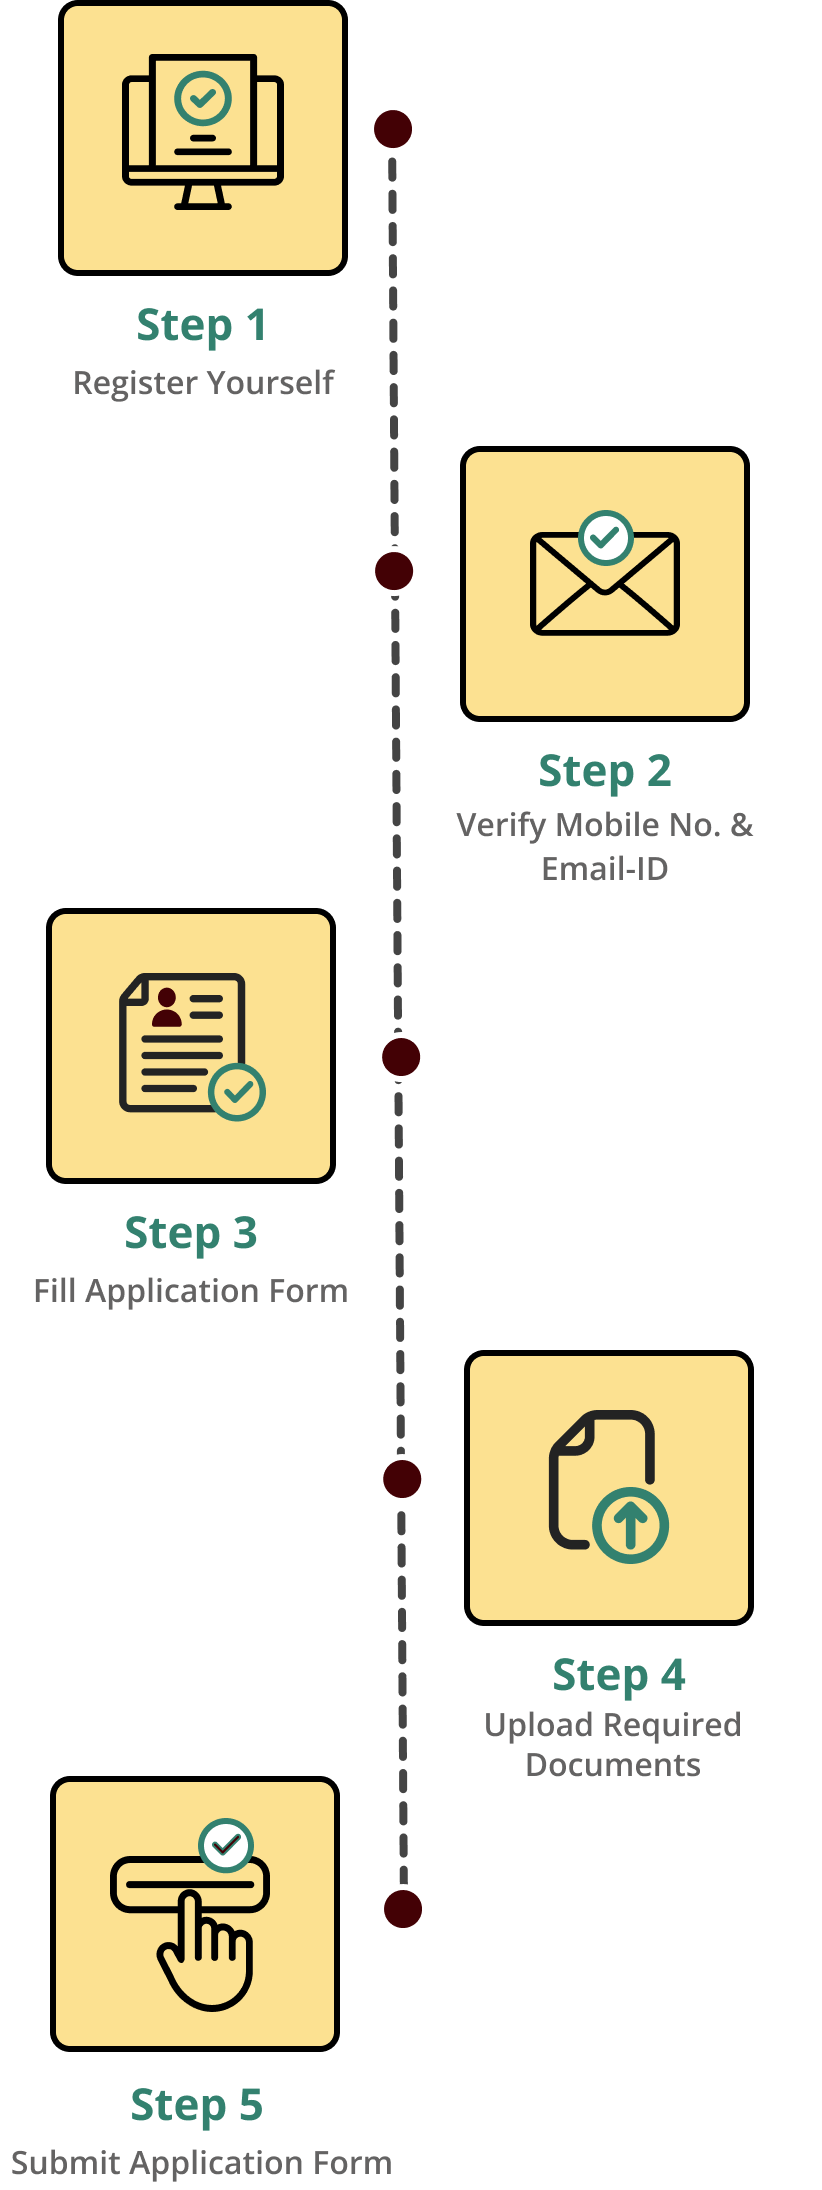 Step 1
Register Yourself
Step 2
Verify Mobile No. &
Email-ID
Step 3
Fill Application Form
Step 4
Upload Required
Documents
Step 5
Submit Application Form